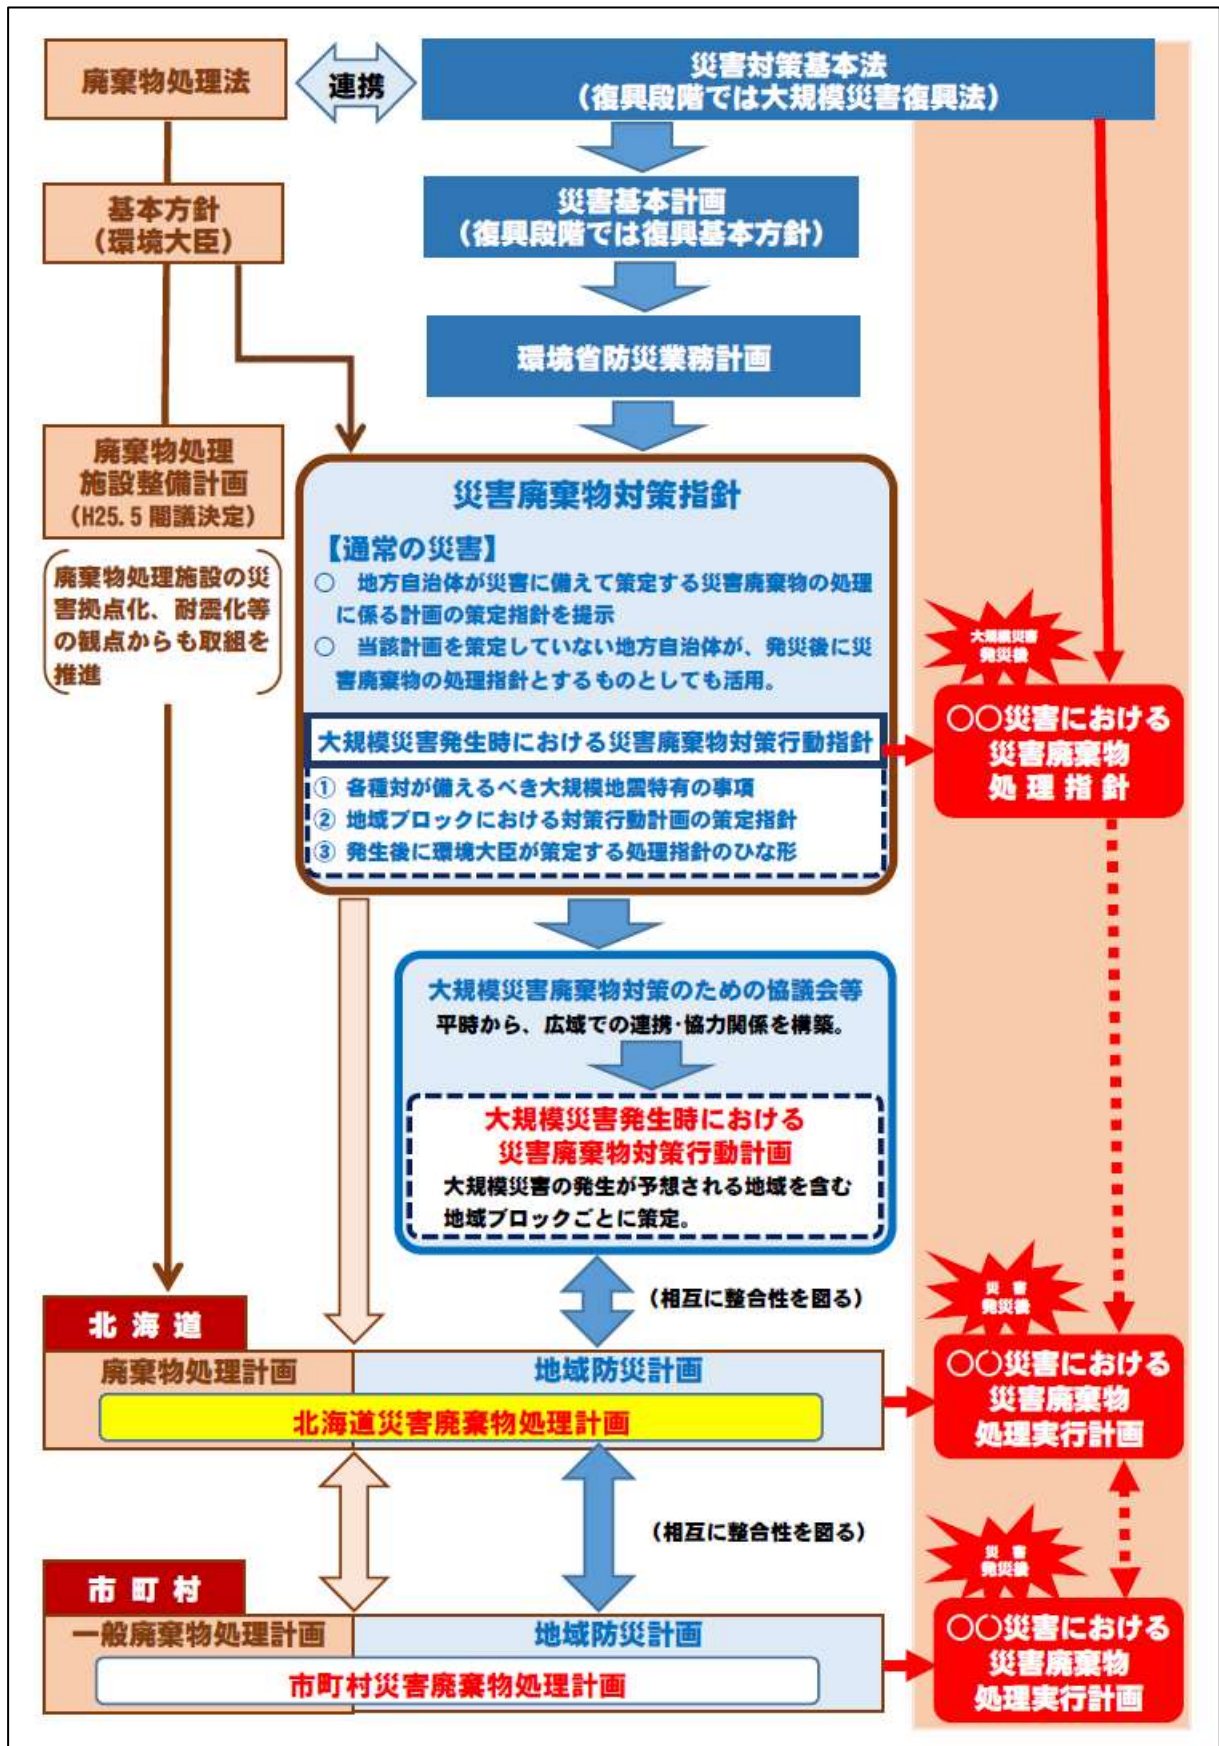 廃棄物処理法
連携
災害対策基本法
(復興段階では大規模災害復興法)
基本方針
(環境大臣)
災害基本計画
(復興段階では復興基本方針)
環境省防災業務計画
廃棄物処理
施設整備計画
(H25.5閣議決定)
廃棄物処理施設の災
害拠点化、耐震化等
の観点からも取組を
推進
災害廃棄物対策指針
【通常の災害】
○ 地方自治体が災害に備えて策定する災害廃棄物の処理
に係る計画の策定指針を提示
○ 当該計画を策定していない地方自治体が、発災後に災
害廃棄物の処理指針とするものとしても活用。
大規模災害発生時における災害廃棄物対策行動指針
① 各種対が備えるべき大規模地震特有の事項
② 地域ブロックにおける対策行動計画の策定指針
③ 発生後に環境大臣が策定する処理指針のひな形
大規模災害
発災後
○○災害における
災害廃棄物
処理指針
大規模災害廃棄物対策のための協議会等
平時から、広域での連携・協力関係を構築。
大規模災害発生時における
災害廃棄物対策行動計画
大規模災害の発生が予想される地域を含む
地域ブロックごとに策定。
(相互に整合性を図る)
北海道
廃棄物処理計画
地域防災計画
北海道災害廃棄物処理計画
災害
発災後
○○災害における
災害廃棄物
処理実行計画
(相互に整合性を図る)
市町村
一般廃棄物処理計画
地域防災計画
市町村災害廃棄物処理計画
災害
発災後
○○災害における
災害廃棄物
処理実行計画